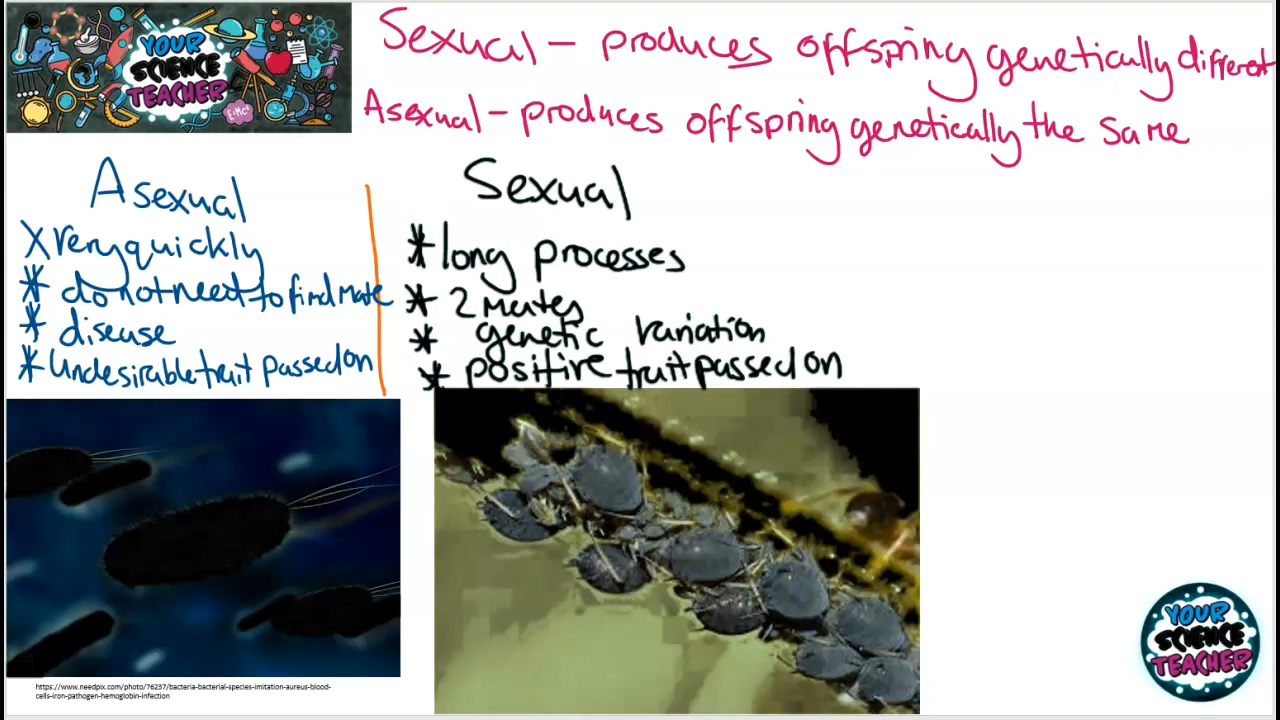 YOUR
SCIENCE
TEACHER
E=MC²
Sexual - produces offspring genetically different
Asexual - produces offspring genetically the same
Asexual
X very quickly
* do not need to find mate
* disease
* Undesirable trait passed on
Sexual
* long processes
* 2 mates
* genetic variation
* positive trait passed on
https://www.needpix.com/photo/76237/bacteria-bacterial-species-imitation-aureus-blood-
cells-iron-pathogen-hemoglobin-infection
YOUR
SCIENCE
TEACHER